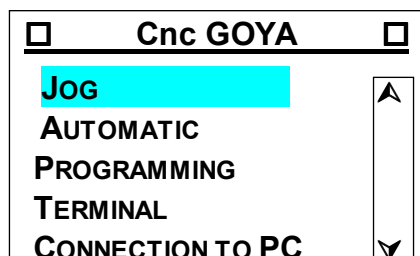 Cnc GOYA
JOG
AUTOMATIC
PROGRAMMING
TERMINAL
CONNECTION TO PC